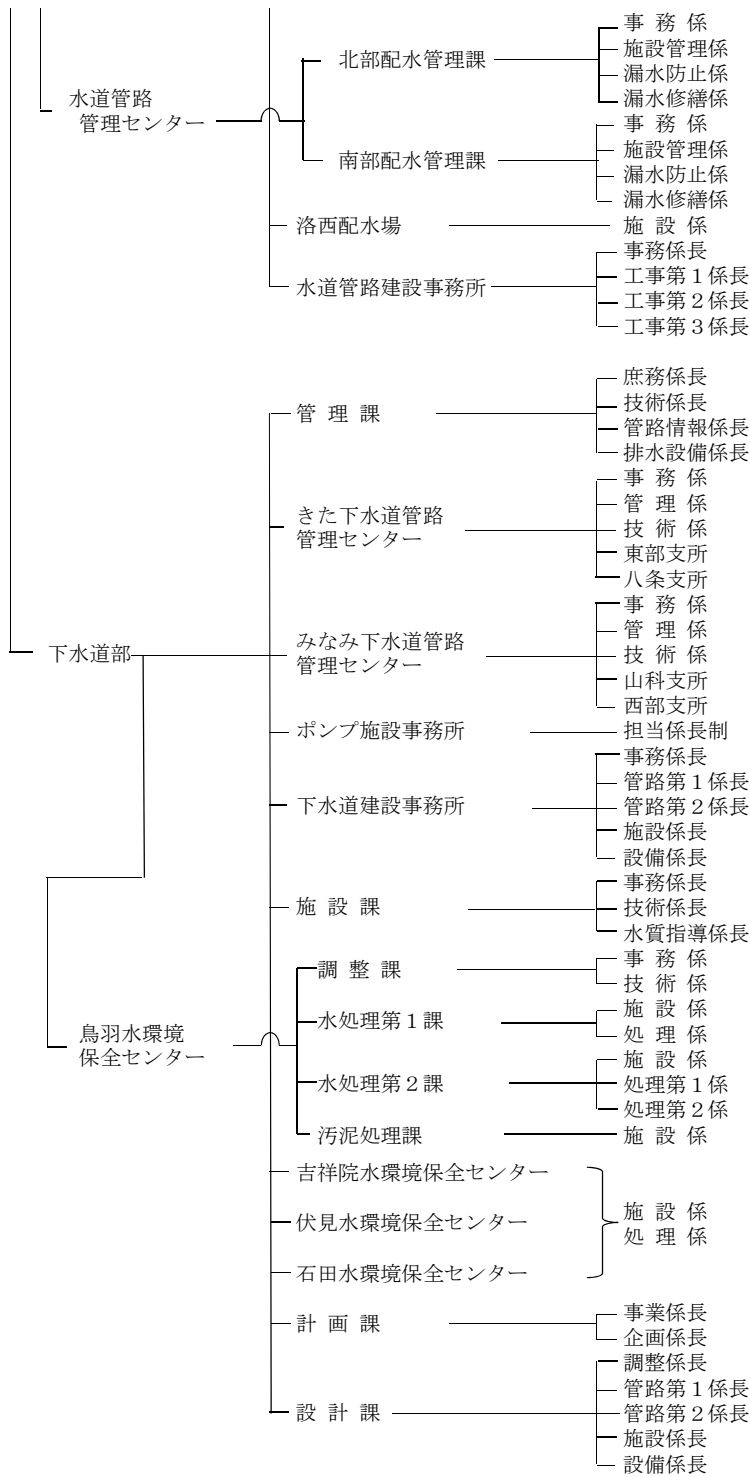 水道管路
管理センター
北部配水管理課
事 務 係
施設管理係
漏水防止係
漏水修繕係
南部配水管理課
事 務 係
施設管理係
漏水防止係
漏水修繕係
洛西配水場
施 設 係
水道管路建設事務所
事務係長
工事第1係長
工事第2係長
工事第3係長
下水道部
管 理 課
庶務係長
技術係長
管路情報係長
排水設備係長
きた下水道管路
管理センター
事 務 係
管 理 係
技 術 係
東部支所
八条支所
みなみ下水道管路
管理センター
事 務 係
管 理 係
技 術 係
山科支所
西部支所
ポンプ施設事務所
担当係長制
下水道建設事務所
事務係長
管路第1係長
管路第2係長
施設係長
設備係長
施 設 課
事務係長
技術係長
水質指導係長
鳥羽水環境
保全センター
調 整 課
事 務 係
技 術 係
水処理第1課
施 設 係
処 理 係
水処理第2課
施 設 係
処理第1係
処理第2係
汚泥処理課
施 設 係
吉祥院水環境保全センター
伏見水環境保全センター
石田水環境保全センター
施 設 係
処 理 係
計 画 課
事業係長
企画係長
設 計 課
調整係長
管路第1係長
管路第2係長
施設係長
設備係長